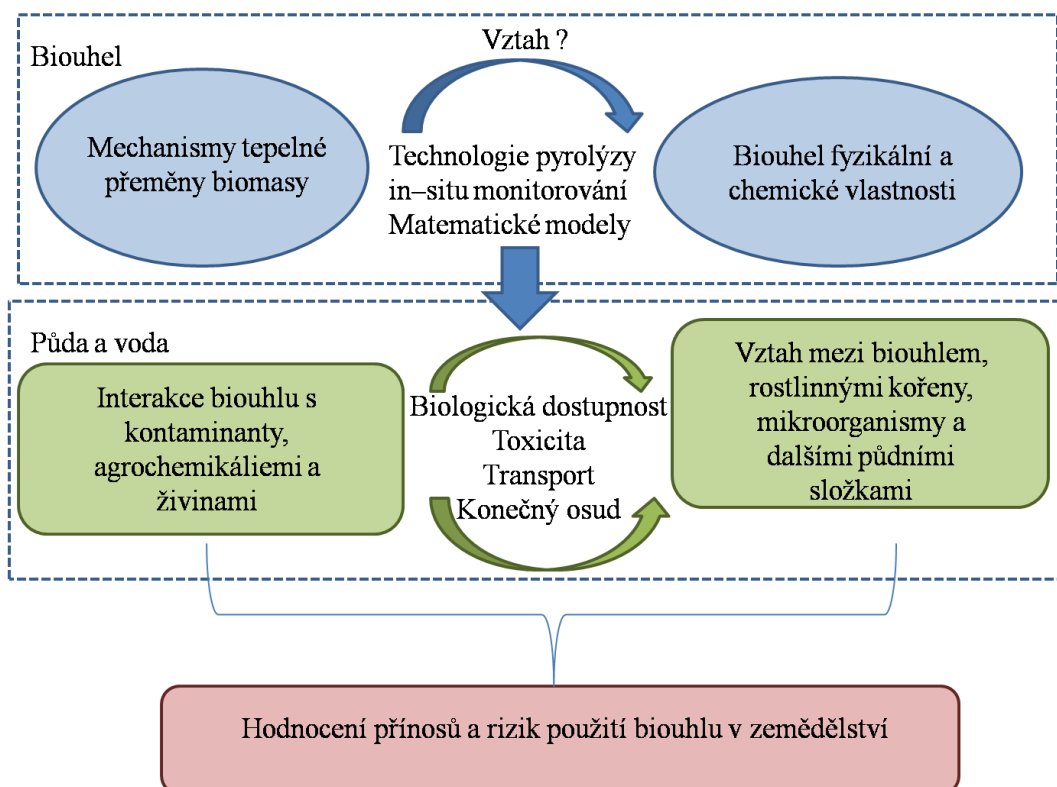 Vztah ?
Biouhel
Mechanismy tepelné
přeměny biomasy
Technologie pyrolýzy
in–situ monitorování
Matematické modely
Biouhel fyzikální a
chemické vlastnosti
Půda a voda
Interakce biouhlu s
kontaminanty,
agrochemikáliemi a
živinami
Biologická dostupnost
Toxicita
Transport
Konečný osud
Vztah mezi biouhlem,
rostlinnými kořeny,
mikroorganismy a
dalšími půdními
složkami
Hodnocení přínosů a rizik použití biouhlu v zemědělství